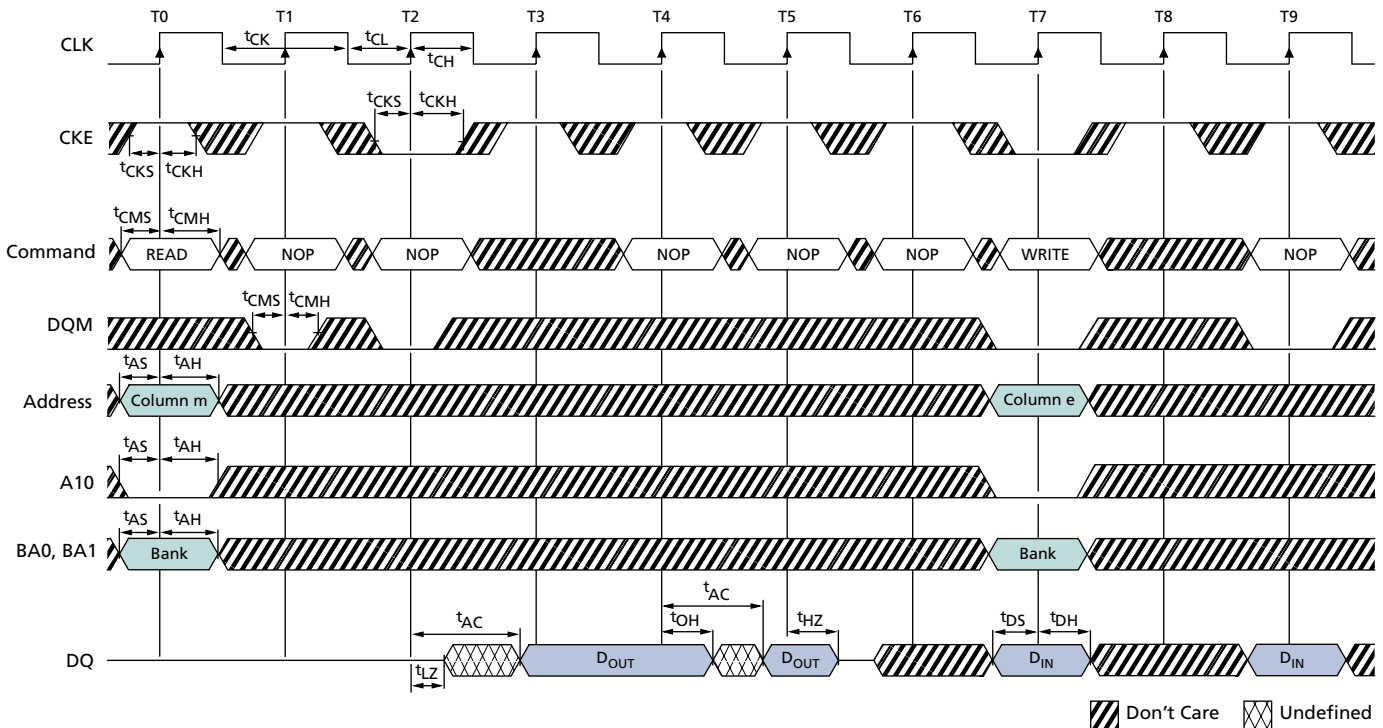 T0 T1 T2 T3 T4 T5 T6 T7 T8 T9
CLK tCK tCL tCH
CKE tCKS tCKH
tCKS tCKH
tCMS tCMH
Command READ NOP NOP NOP NOP NOP WRITE NOP
tCMS tCMH
DQM
tAS tAH
Address Column m Column e
tAS tAH
A10
tAS tAH
BA0, BA1 Bank Bank
tAC tAC
tOH tHZ tDS tDH
DQ DOUT DOUT DIN DIN
tLZ
Don't Care Undefined